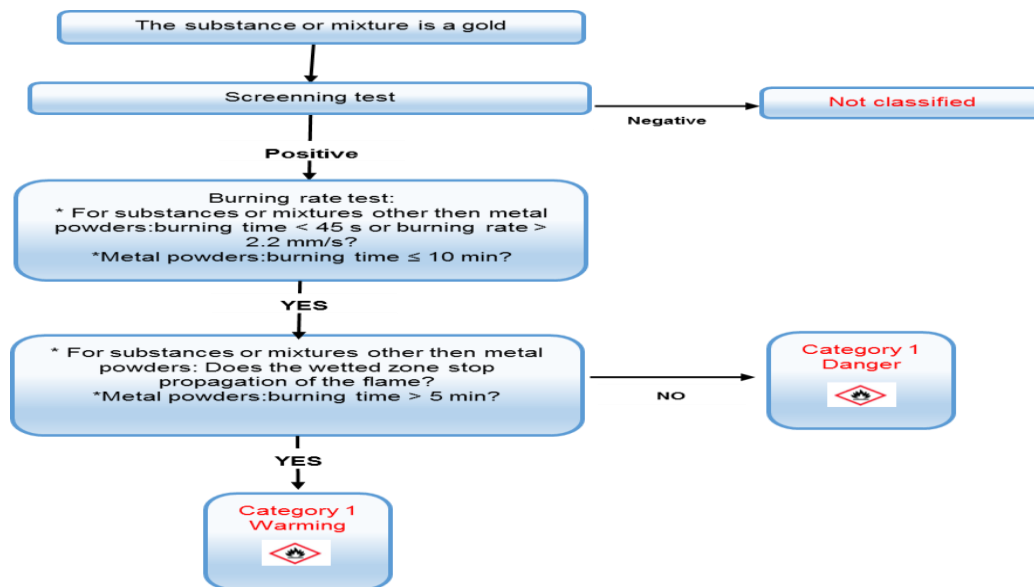 The substance or mixture is a gold
Screenning test
Negative
Not classified
Positive
Burning rate test:
* For substances or mixtures other then metal
powders:burning time < 45 s or burning rate >
2.2 mm/s?
*Metal powders:burning time ≤ 10 min?
YES
* For substances or mixtures other then metal
powders: Does the wetted zone stop
propagation of the flame?
*Metal powders:burning time > 5 min?
NO
Category 1
Danger
YES
Category 1
Warming